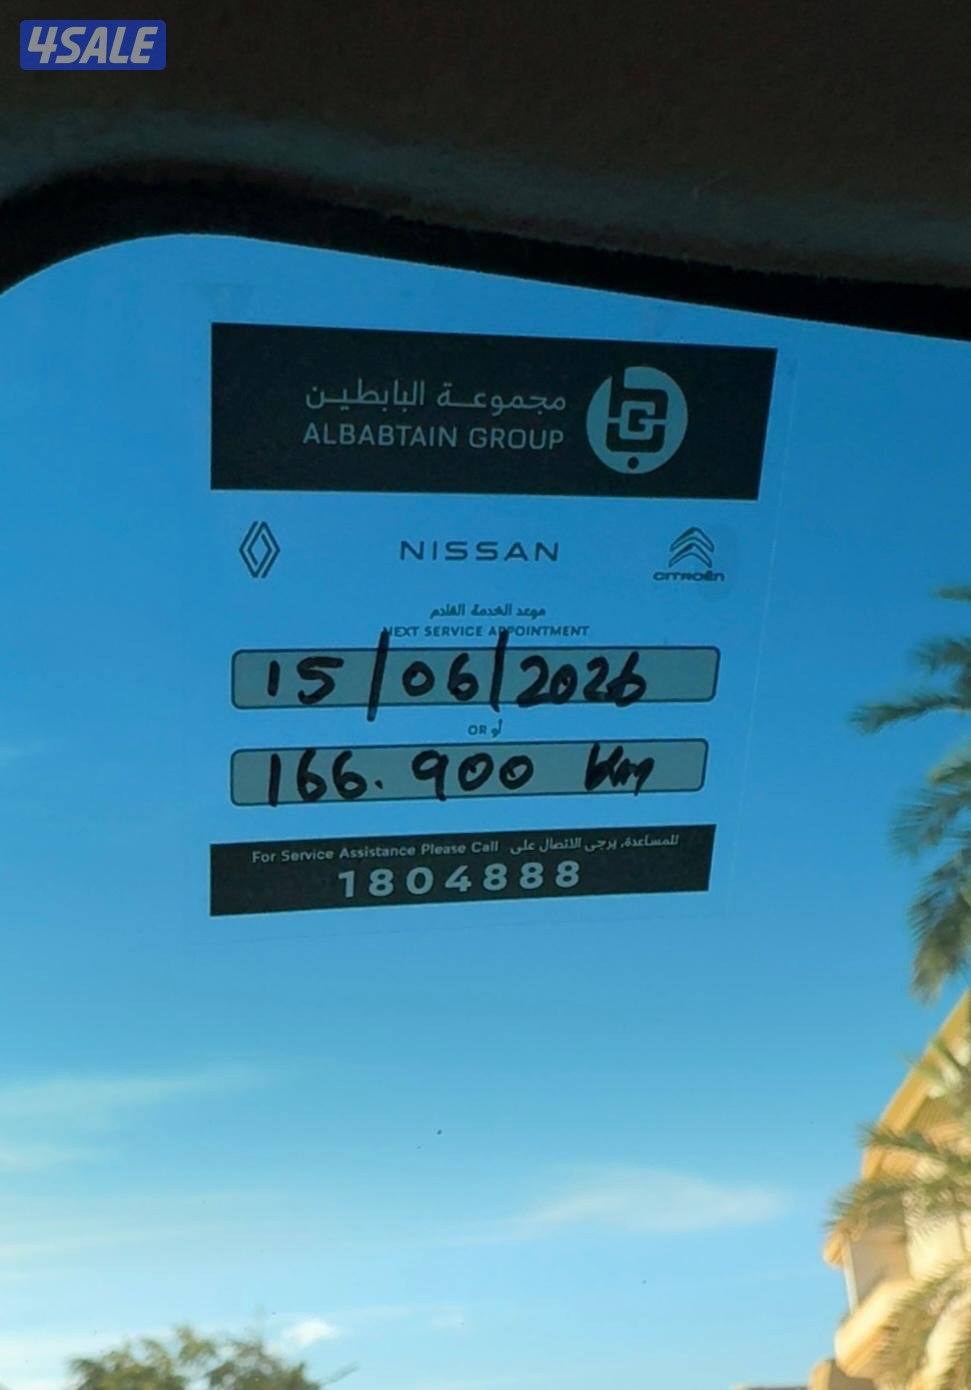 4SALE
مجموعة البابطين
ALBABTAIN GROUP
NISSAN
CITROËN
موعد الخدمة القادم
NEXT SERVICE APPOINTMENT
15/06/2026
OR أو
166.900 km
For Service Assistance Please Call للمساعدة، يرجى الاتصال على
1804888